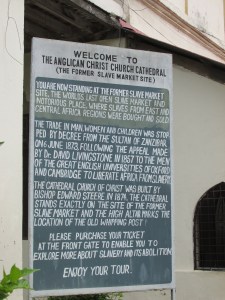 WELCOME TO
THE ANGLICAN CHRIST CHURCH CATHEDRAL
(THE FORMER SLAVE MARKET SITE)
YOU ARE NOW STANDING AT THE FORMER SLAVE MARKET
SITE, THE WORLDS LAST OPEN SLAVE MARKET AND
NOTORIOUS PLACE, WHERE SLAVES FROM EAST AND
CENTRAL AFRICA REGIONS WERE BOUGHT AND SOLD
THE TRADE IN MAN, WOMEN AND CHILDREN WAS STOP
PED BY DECREE FROM THE SULTAN OF ZANZIBAR,
ON 6 JUNE 1873, FOLLOWING THE APPEAL MADE
BY DR DAVID LIVINGSTONE IN 1857 TO THE MEN
OF THE GREAT ENGLISH UNIVERSITIES OF OXFORD
AND CAMBRIDGE TO LIBERATE AFRICA FROM SLAVERY
THE CATHEDRAL CHURCH OF CHRIST WAS BUILT BY
BISHOP EDWARD STEERE IN 1874. THE CATHEDRAL
STANDS EXACTLY ON THE SITE OF THE FORMER
SLAVE MARKET AND THE HIGH ALTAR MARKS THE
LOCATION OF THE OLD WHIPPING POST
PLEASE PURCHASE YOUR TICKET
AT THE FRONT GATE TO ENABLE YOU TO
EXPLORE MORE ABOUT SLAVERY AND ITS ABOLITION
ENJOY YOUR TOUR.